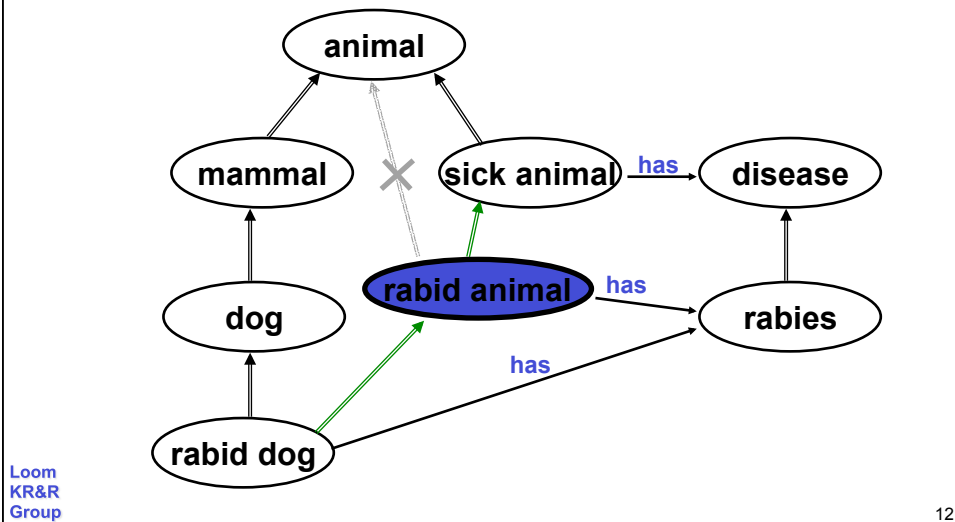 animal
mammal
sick animal
has
disease
rabid animal
has
dog
rabies
has
rabid dog
Loom
KR&R
Group
12